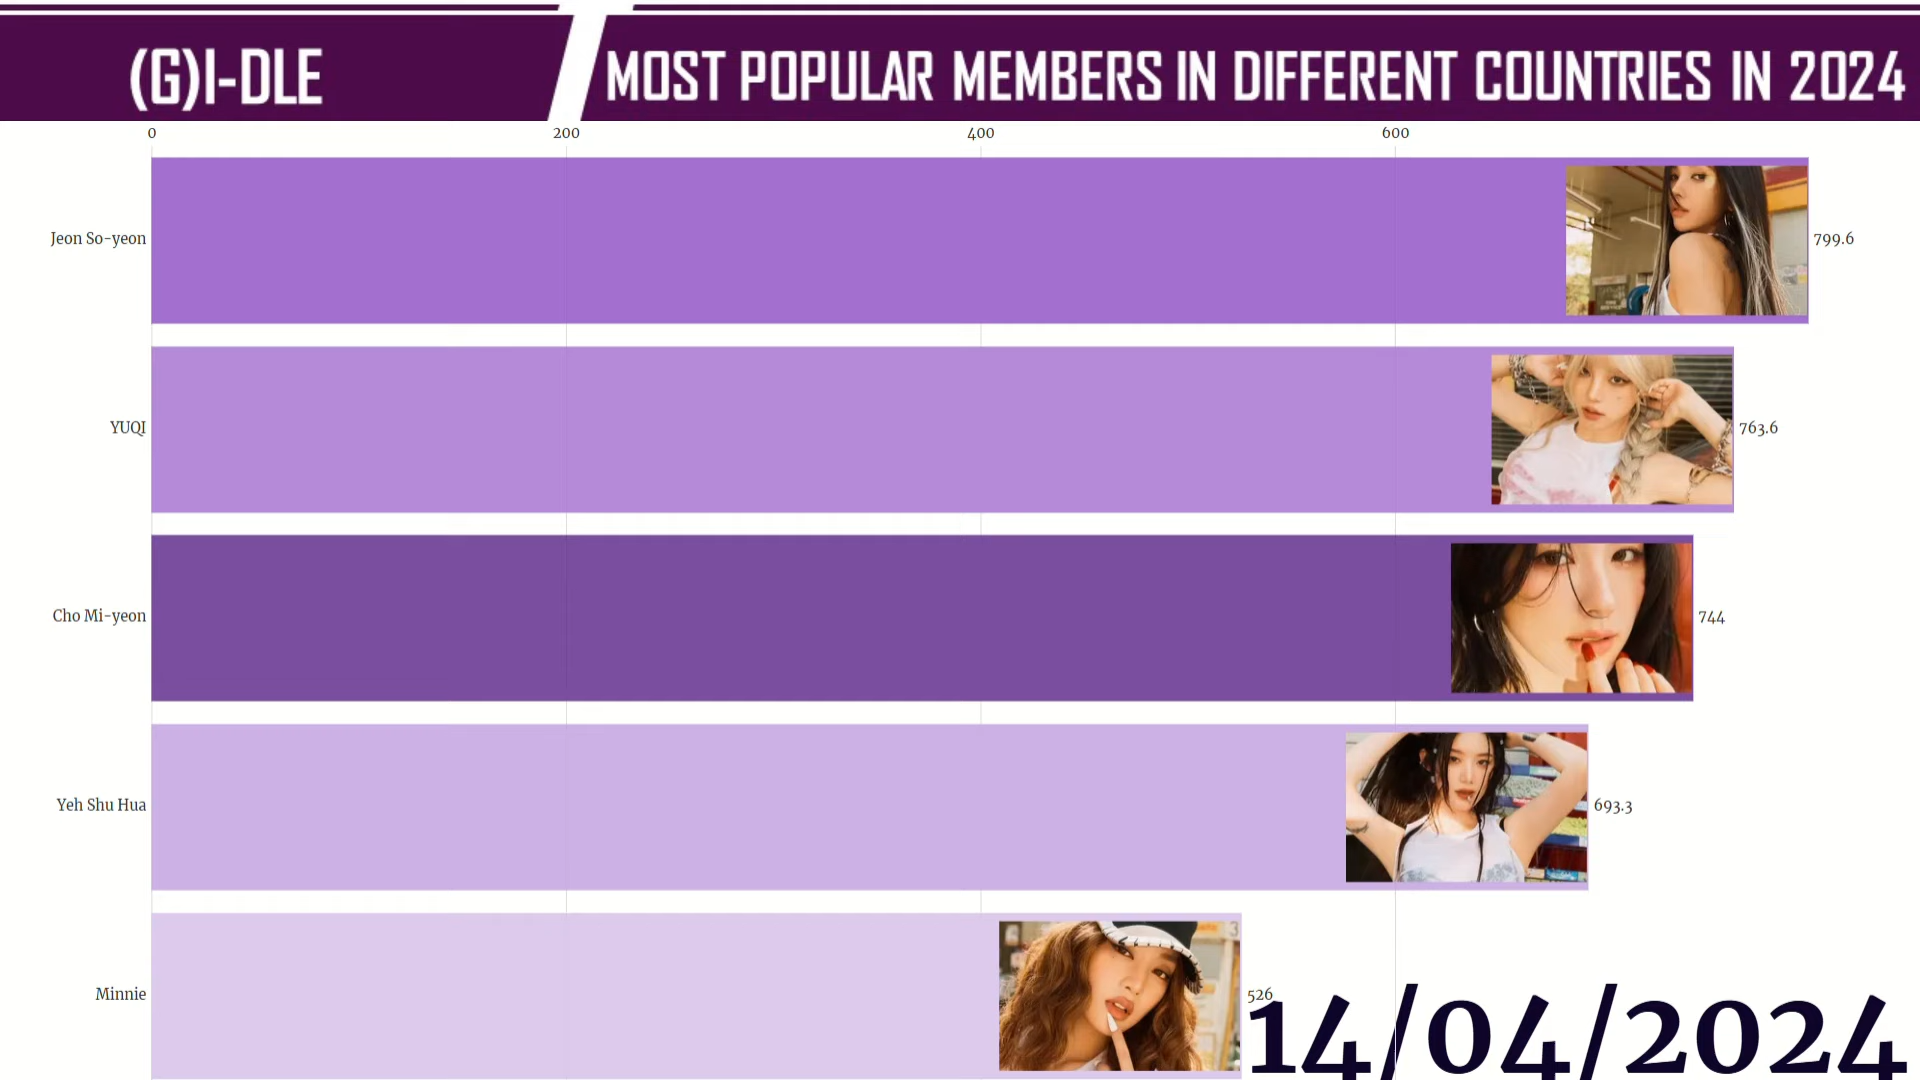 (G)I-DLE
MOST POPULAR MEMBERS IN DIFFERENT COUNTRIES IN 2024
0 200 400 600
Jeon So-yeon 799.6
YUQI 763.6
Cho Mi-yeon 744
Yeh Shu Hua 693.3
Minnie 526
14/04/2024